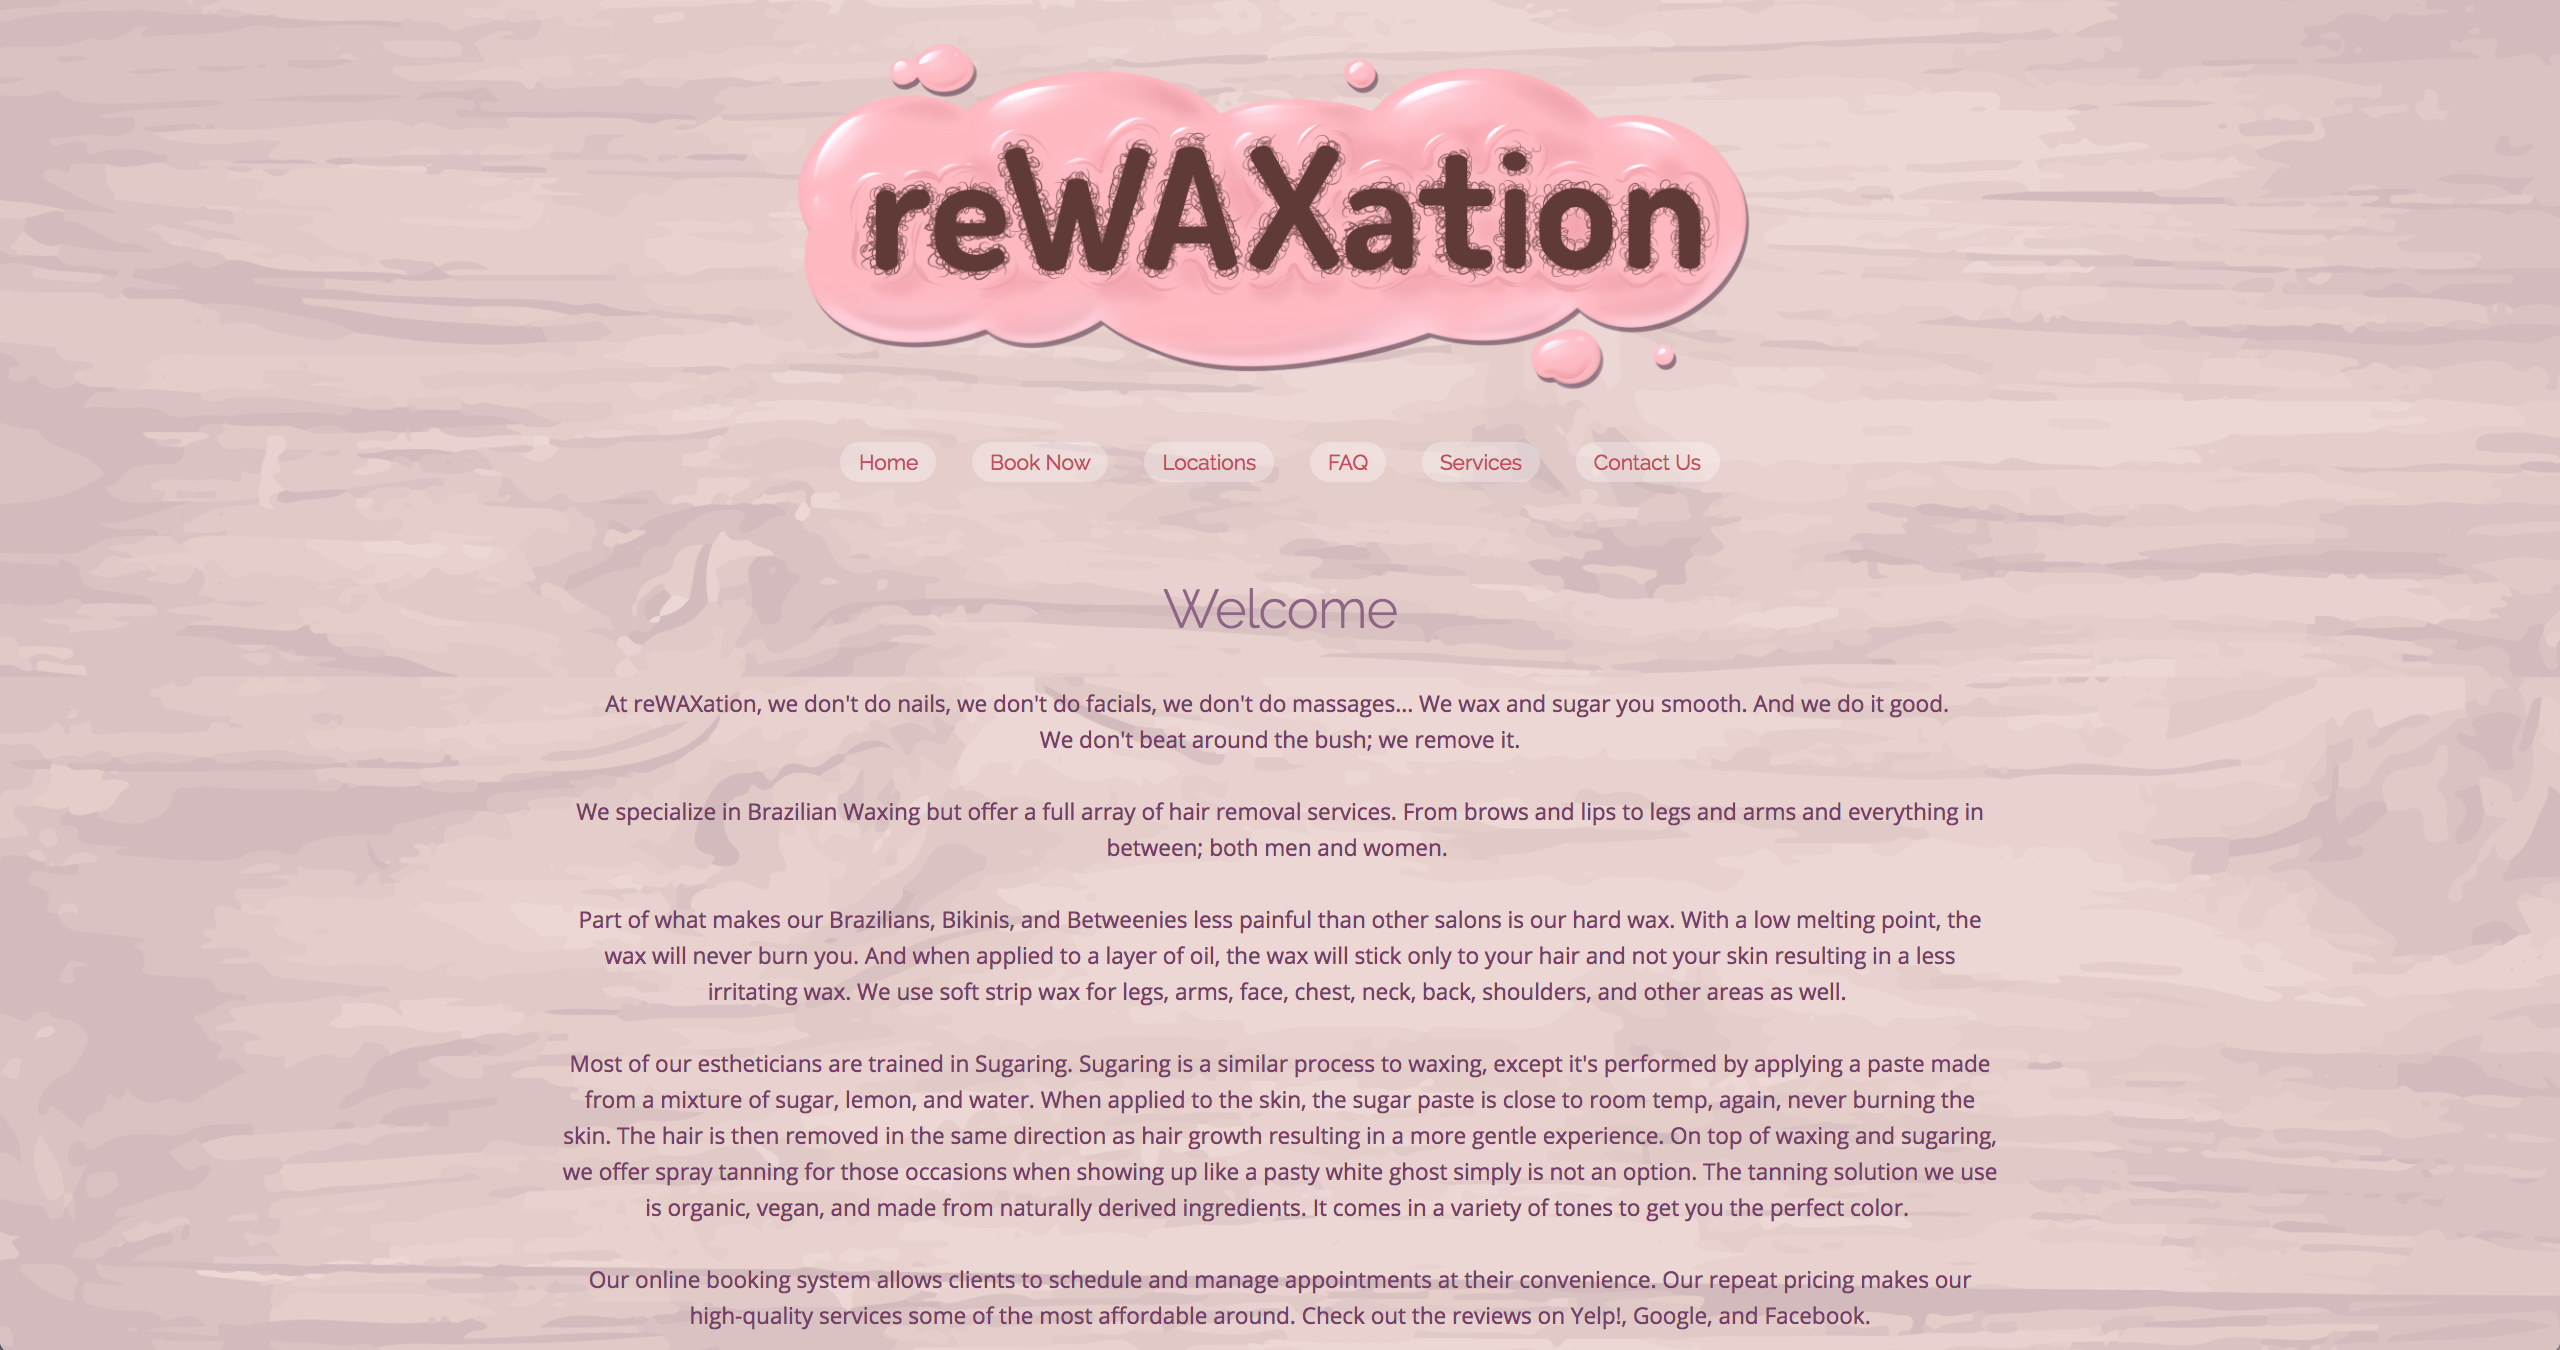 reWAXation
Home Book Now Locations FAQ Services Contact Us
Welcome
At reWAXation, we don't do nails, we don't do facials, we don't do massages... We wax and sugar you smooth. And we do it good.
We don't beat around the bush; we remove it.
We specialize in Brazilian Waxing but offer a full array of hair removal services. From brows and lips to legs and arms and everything in
between; both men and women.
Part of what makes our Brazilians, Bikinis, and Betweenies less painful than other salons is our hard wax. With a low melting point, the
wax will never burn you. And when applied to a layer of oil, the wax will stick only to your hair and not your skin resulting in a less
irritating wax. We use soft strip wax for legs, arms, face, chest, neck, back, shoulders, and other areas as well.
Most of our estheticians are trained in Sugaring. Sugaring is a similar process to waxing, except it's performed by applying a paste made
from a mixture of sugar, lemon, and water. When applied to the skin, the sugar paste is close to room temp, again, never burning the
skin. The hair is then removed in the same direction as hair growth resulting in a more gentle experience. On top of waxing and sugaring,
we offer spray tanning for those occasions when showing up like a pasty white ghost simply is not an option. The tanning solution we use
is organic, vegan, and made from naturally derived ingredients. It comes in a variety of tones to get you the perfect color.
Our online booking system allows clients to schedule and manage appointments at their convenience. Our repeat pricing makes our
high-quality services some of the most affordable around. Check out the reviews on Yelp!, Google, and Facebook.